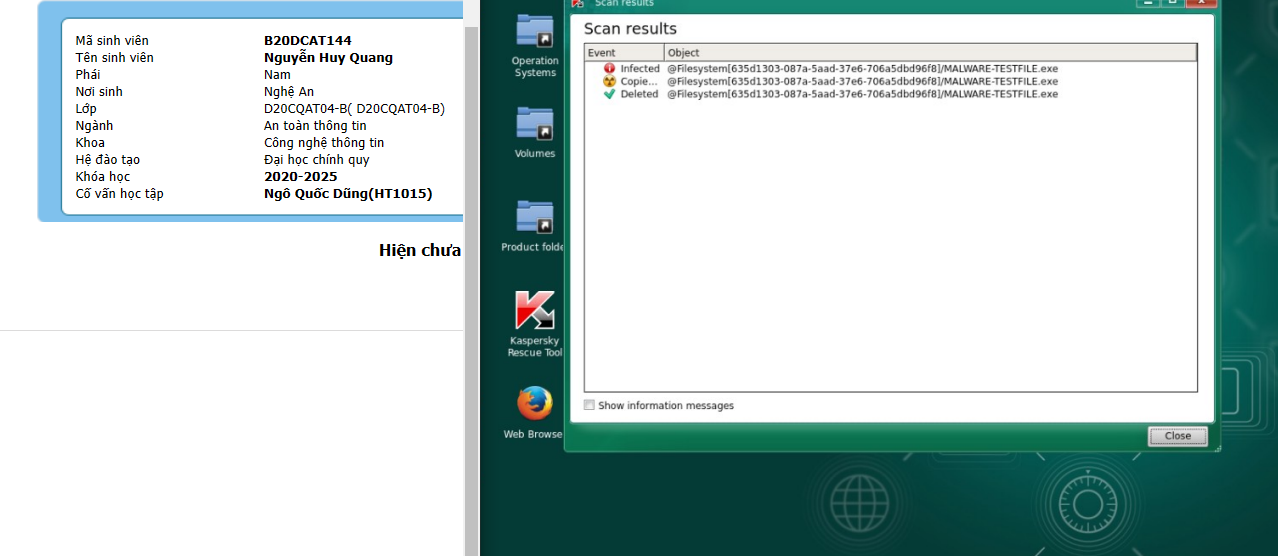 Mã sinh viên B20DCAT144
Tên sinh viên Nguyễn Huy Quang
Phái Nam
Nơi sinh Nghệ An
Lớp D20CQAT04-B( D20CQAT04-B)
Ngành An toàn thông tin
Khoa Công nghệ thông tin
Hệ đào tạo Đại học chính quy
Khóa học 2020-2025
Cố vấn học tập Ngô Quốc Dũng(HT1015)
Hiện chưa
Operation
Systems
Volumes
Product folde
Kaspersky
Rescue Tool
Web Browse
Scan results
Scan results
Event Object
Infected @Filesystem[635d1303-087a-5aad-37e6-706a5dbd96f8]/MALWARE-TESTFILE.exe
Copie... @Filesystem[635d1303-087a-5aad-37e6-706a5dbd96f8]/MALWARE-TESTFILE.exe
Deleted @Filesystem[635d1303-087a-5aad-37e6-706a5dbd96f8]/MALWARE-TESTFILE.exe
Show information messages
Close